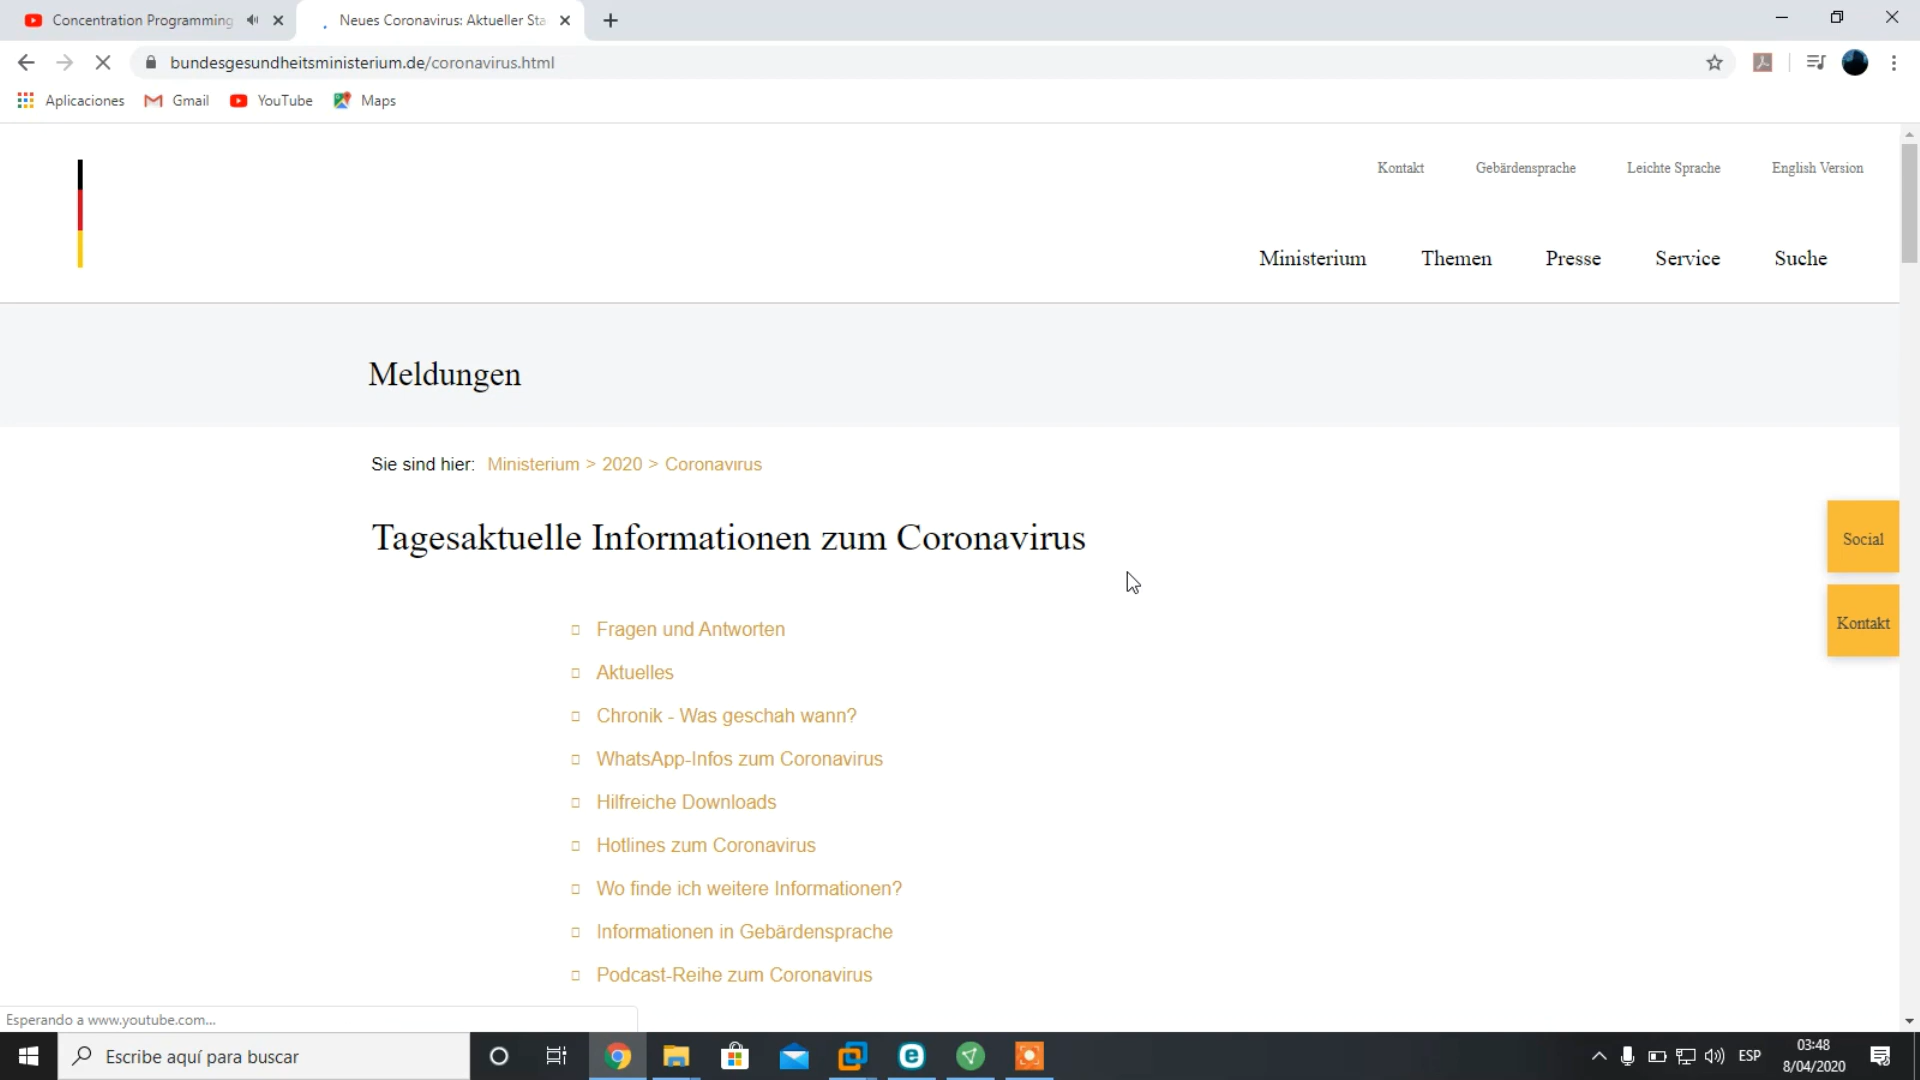 Concentration Programming
Neues Coronavirus: Aktueller Sta
bundesgesundheitsministerium.de/coronavirus.html
Aplicaciones
Gmail
YouTube
Maps
Kontakt
Gebärdensprache
Leichte Sprache
English Version
Ministerium
Themen
Presse
Service
Suche
Meldungen
Sie sind hier: Ministerium > 2020 > Coronavirus
Tagesaktuelle Informationen zum Coronavirus
Social
Kontakt
Fragen und Antworten
Aktuelles
Chronik - Was geschah wann?
WhatsApp-Infos zum Coronavirus
Hilfreiche Downloads
Hotlines zum Coronavirus
Wo finde ich weitere Informationen?
Informationen in Gebärdensprache
Podcast-Reihe zum Coronavirus
Esperando a www.youtube.com...
Escribe aquí para buscar
ESP
03:48
8/04/2020